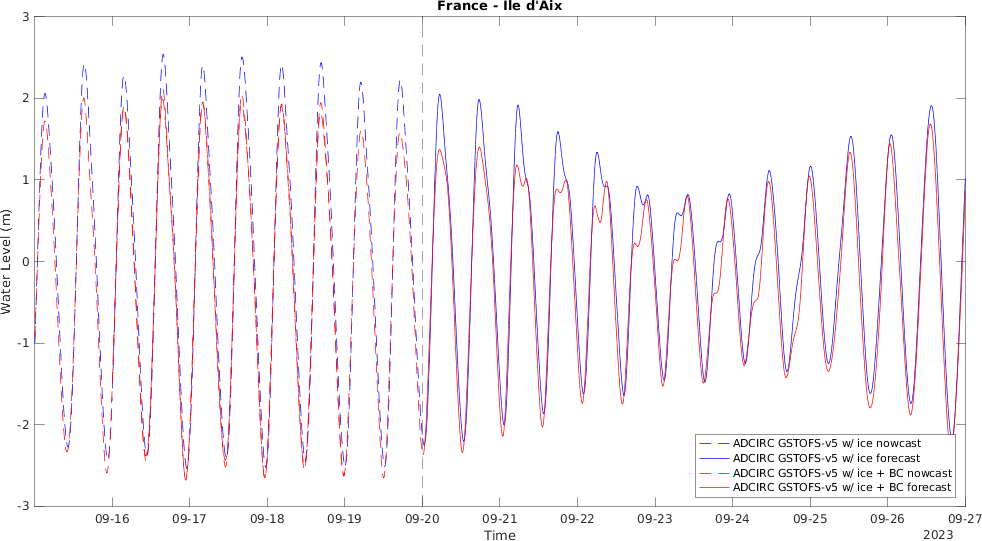 France - Ile d'Aix
3
2
1
0
-1
-2
-3
Water Level (m)
ADCIRC GSTOFS-v5 w/ ice nowcast
ADCIRC GSTOFS-v5 w/ ice forecast
ADCIRC GSTOFS-v5 w/ ice + BC nowcast
ADCIRC GSTOFS-v5 w/ ice + BC forecast
09-16 09-17 09-18 09-19 09-20 09-21 09-22 09-23 09-24 09-25 09-26 09-27
Time
2023